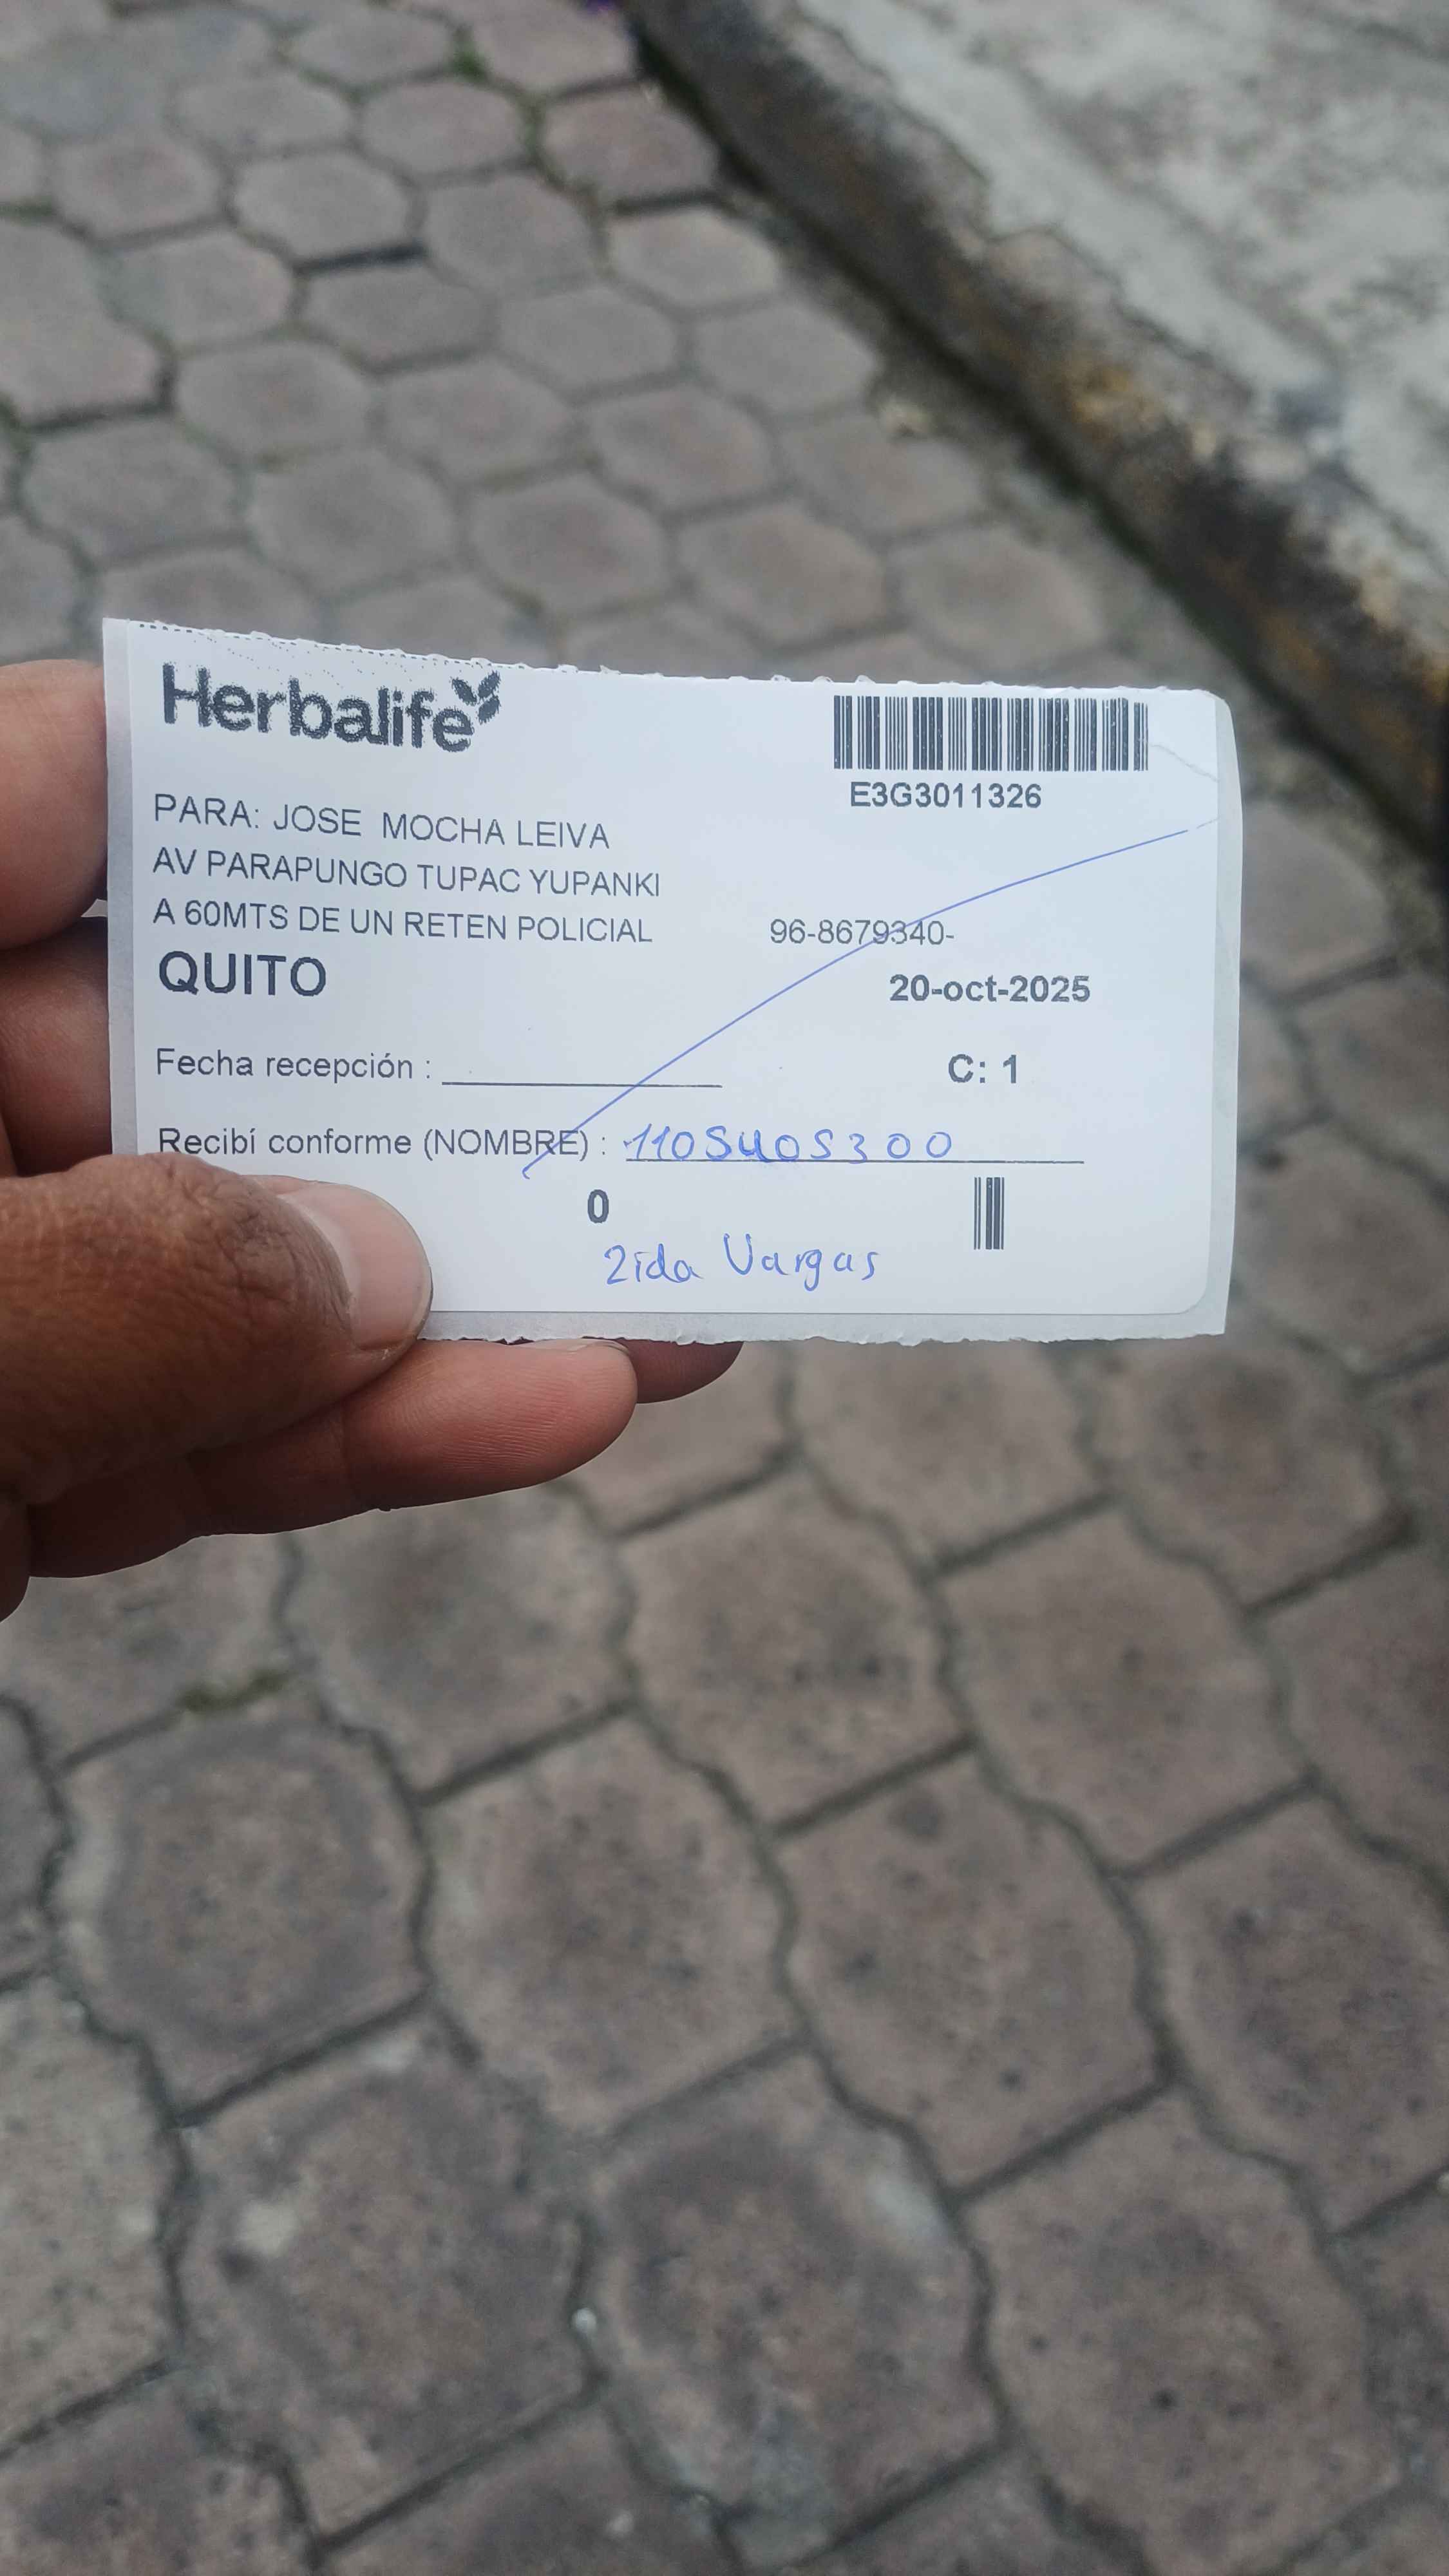 Herbalife
E3G3011326
PARA: JOSE MOCHA LEIVA
AV PARAPUNGO TUPAC YUPANKI
A 60MTS DE UN RETEN POLICIAL 96-8679340-
QUITO
20-oct-2025
Fecha recepción :
C: 1
Recibí conforme (NOMBRE) : 1105405300
0
Zida Vargas